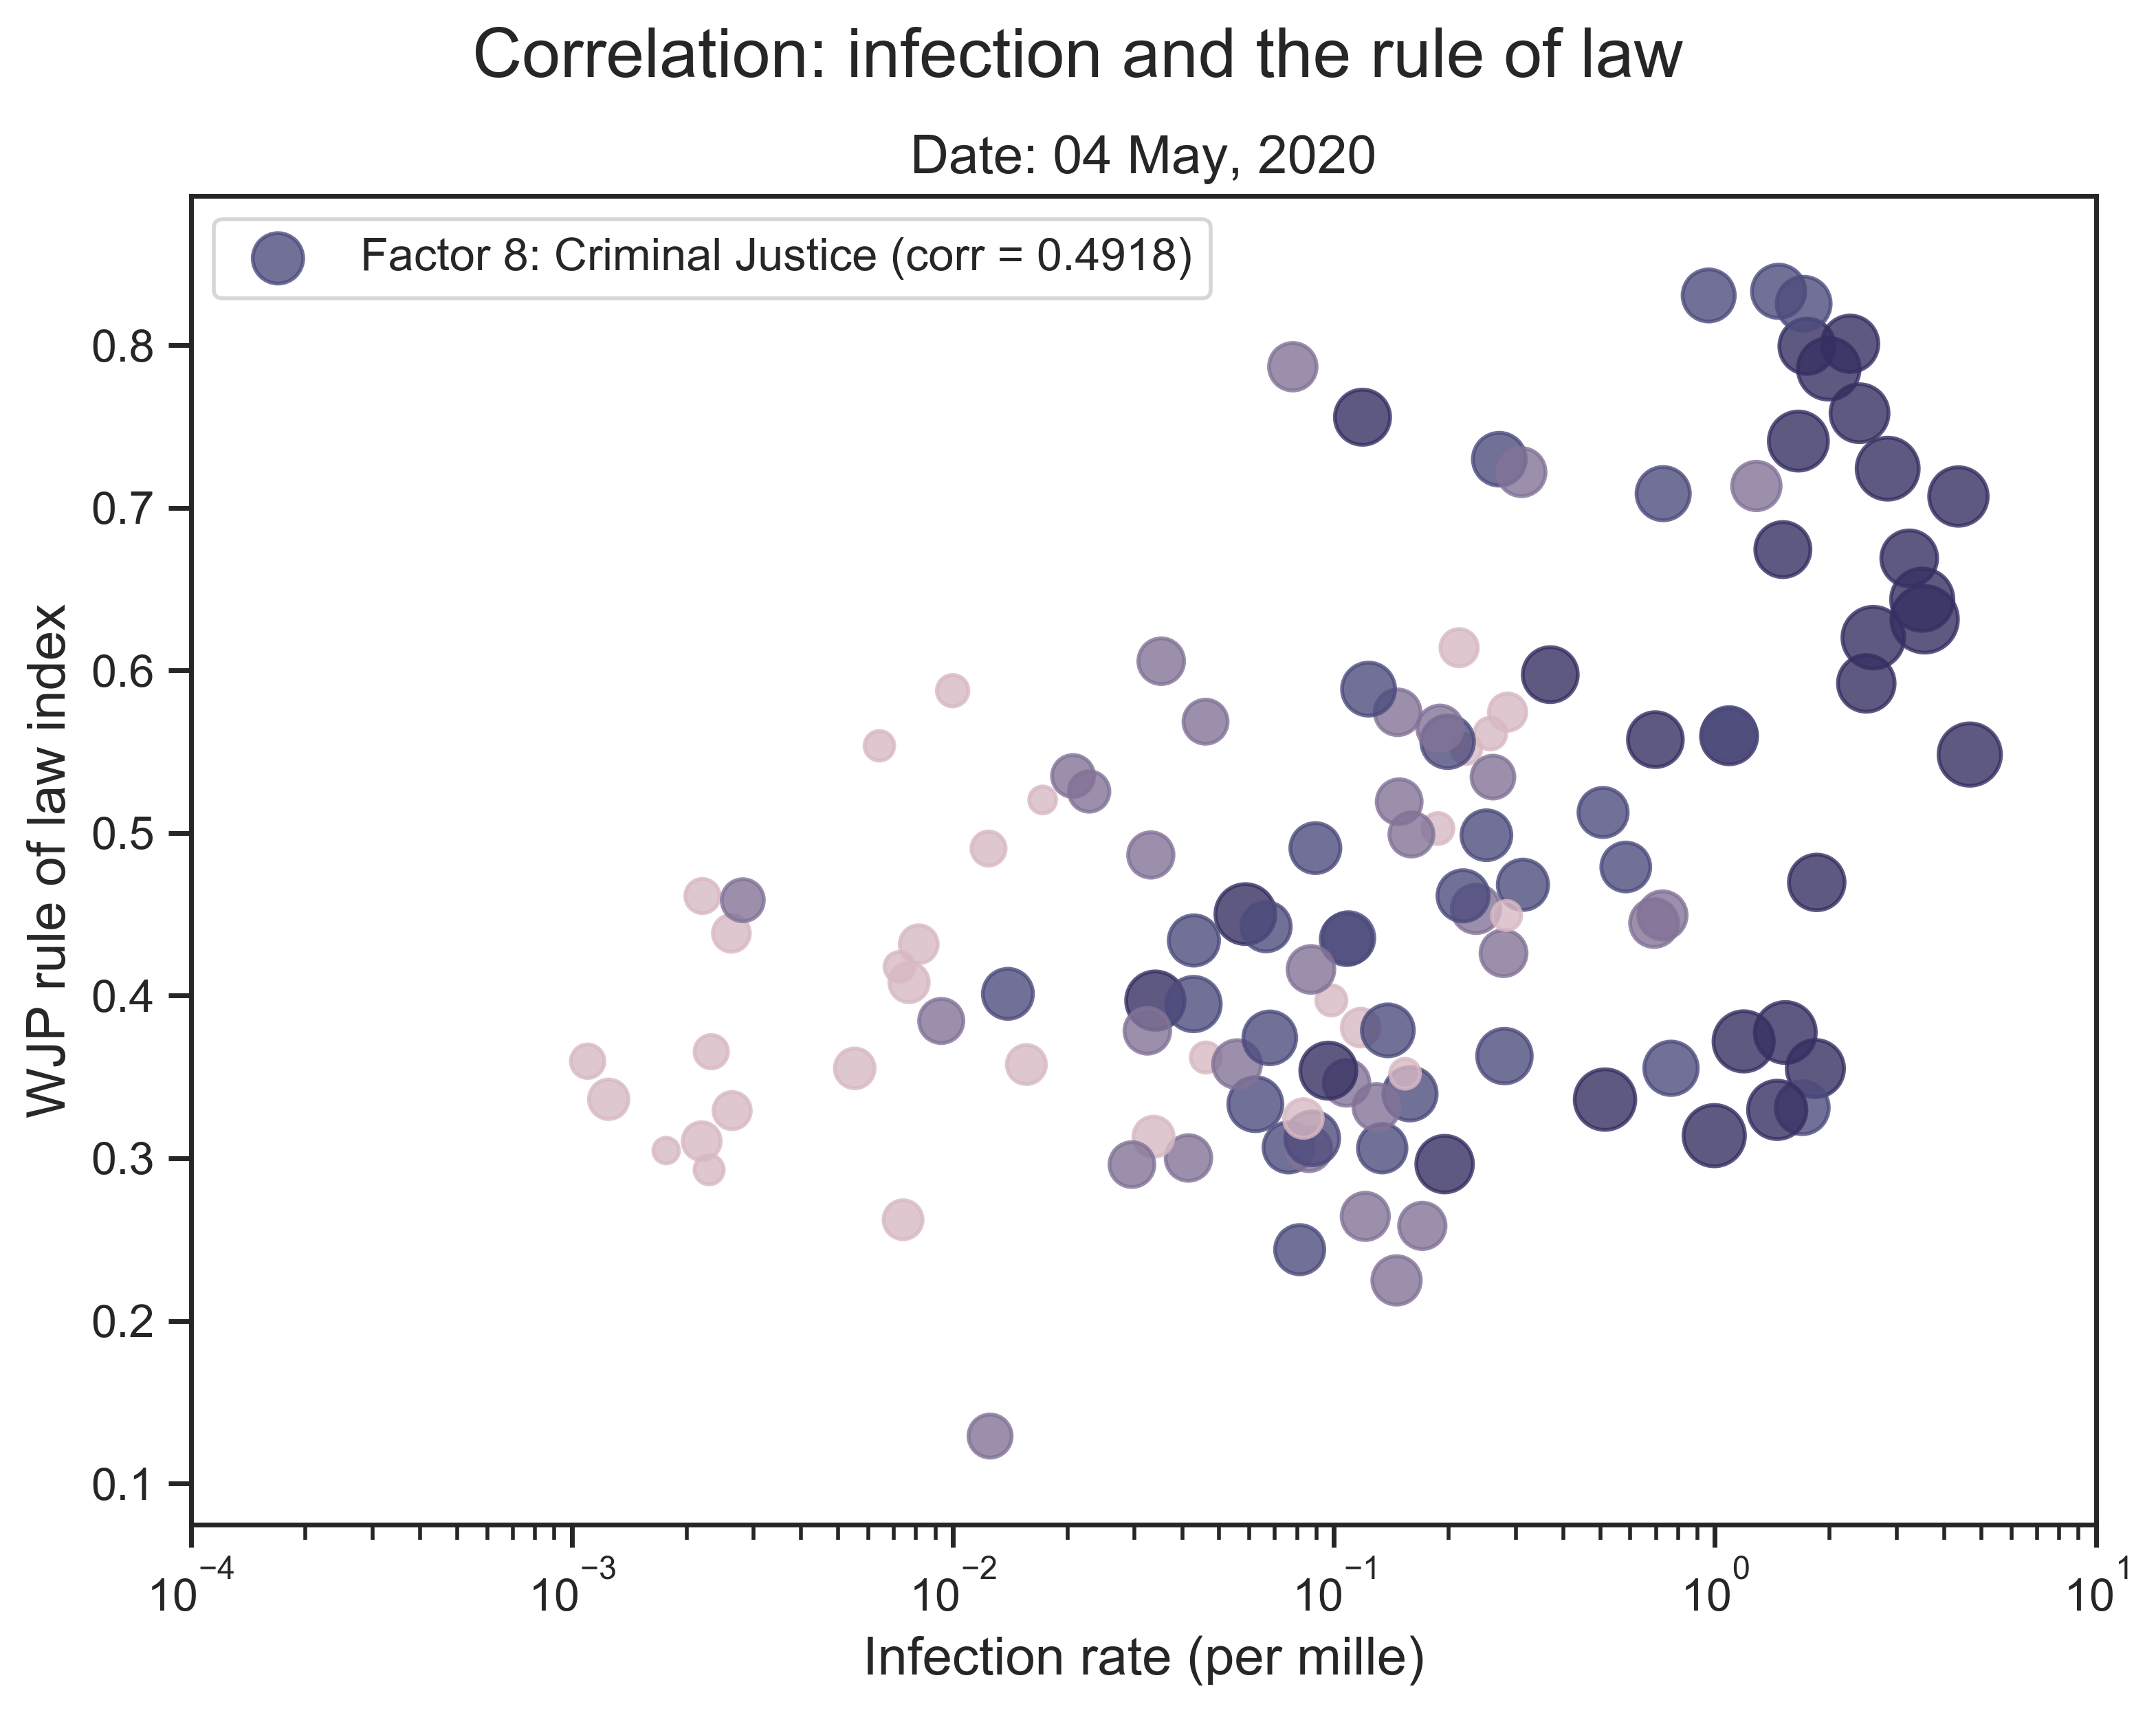 Correlation: infection and the rule of law
Date: 04 May, 2020
Factor 8: Criminal Justice (corr = 0.4918)
WJP rule of law index
0.8
0.7
0.6
0.5
0.4
0.3
0.2
0.1
10⁻⁴ 10⁻³ 10⁻² 10⁻¹ 10⁰ 10¹
Infection rate (per mille)